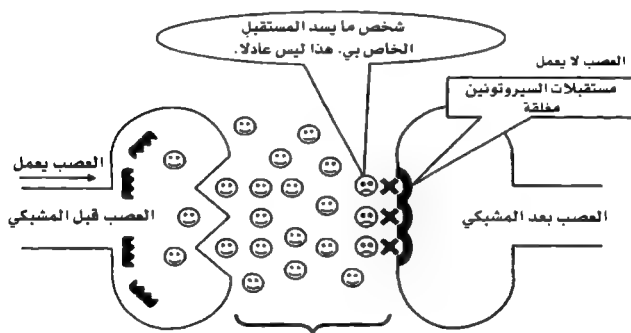 شخص ما يسد المستقبل
الخاص بي. هذا ليس عادلا.
العصب لا يعمل
مستقبلات السيروتونين
مغلقة
العصب يعمل
العصب قبل المشبكي
العصب بعد المشبكي